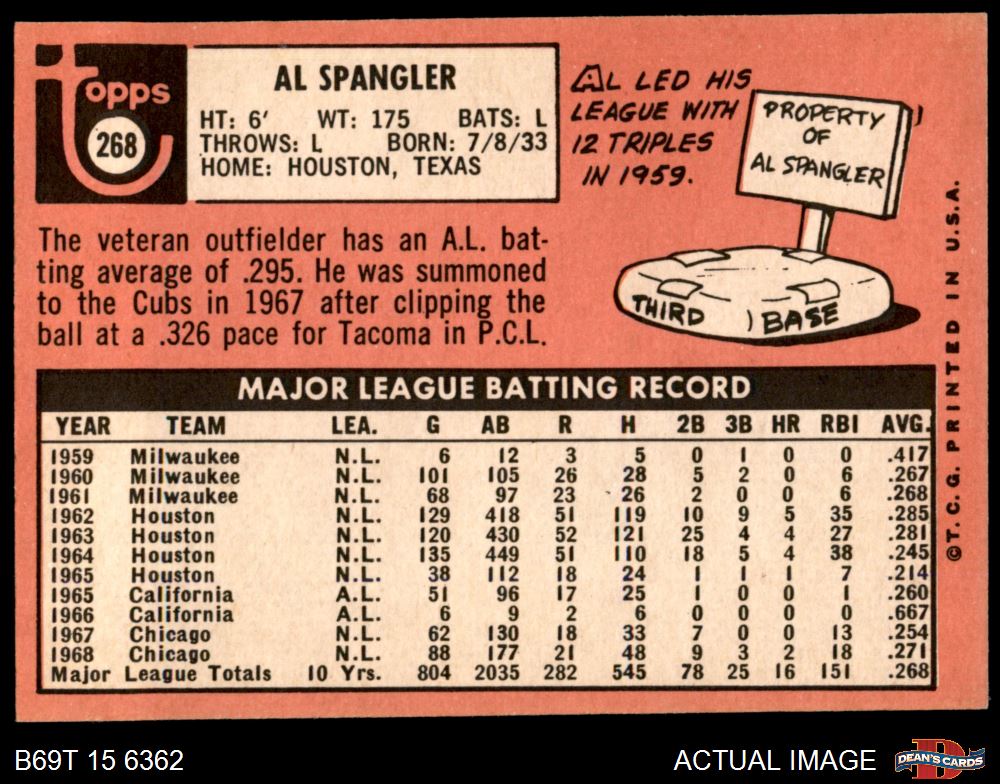 Topps
268
AL SPANGLER
HT: 6' WT: 175 BATS: L
THROWS: L BORN: 7/8/33
HOME: HOUSTON, TEXAS
AL LED HIS
LEAGUE WITH
12 TRIPLES
IN 1959.
PROPERTY
OF
AL SPANGLER
THIRD BASE
The veteran outfielder has an A.L. bat-
ting average of .295. He was summoned
to the Cubs in 1967 after clipping the
ball at a .326 pace for Tacoma in P.C.L.
MAJOR LEAGUE BATTING RECORD
YEAR TEAM LEA. G AB R H 2B 3B HR RBI AVG.
1959 Milwaukee N.L. 6 12 3 5 0 1 0 0 .417
1960 Milwaukee N.L. 101 105 26 28 5 2 0 6 .267
1961 Milwaukee N.L. 68 97 23 26 2 0 0 6 .268
1962 Houston N.L. 129 418 51 119 10 9 5 35 .285
1963 Houston N.L. 120 430 52 121 25 4 4 27 .281
1964 Houston N.L. 135 449 51 110 18 5 4 38 .245
1965 Houston N.L. 38 112 18 24 1 1 1 7 .214
1965 California A.L. 51 96 17 25 1 0 0 1 .260
1966 California A.L. 6 9 2 6 0 0 0 0 .667
1967 Chicago N.L. 62 130 18 33 7 0 0 13 .254
1968 Chicago N.L. 88 177 21 48 9 3 2 18 .271
Major League Totals 10 Yrs. 804 2035 282 545 78 25 16 151 .268
©T.C.G. PRINTED IN U.S.A.
B69T 15 6362
ACTUAL IMAGE
DEAN'S CARDS